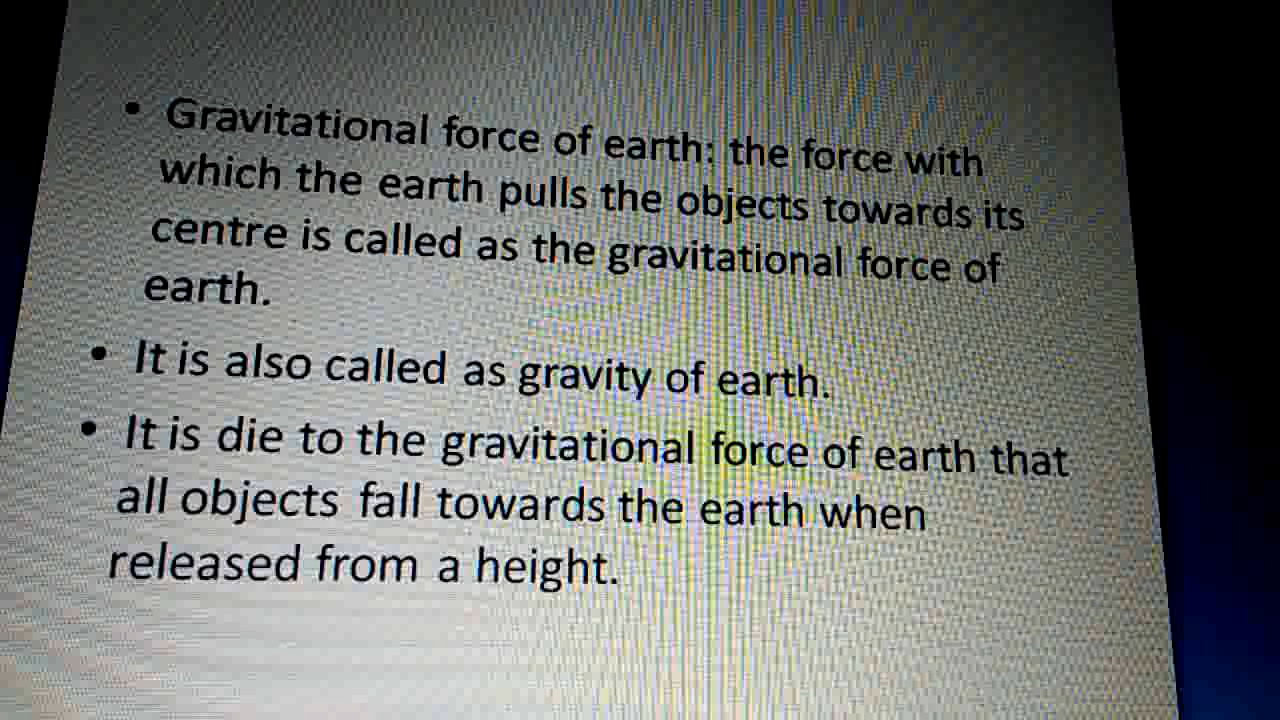 • Gravitational force of earth: the force with
which the earth pulls the objects towards its
centre is called as the gravitational force of
earth.
• It is also called as gravity of earth.
• It is die to the gravitational force of earth that
all objects fall towards the earth when
released from a height.